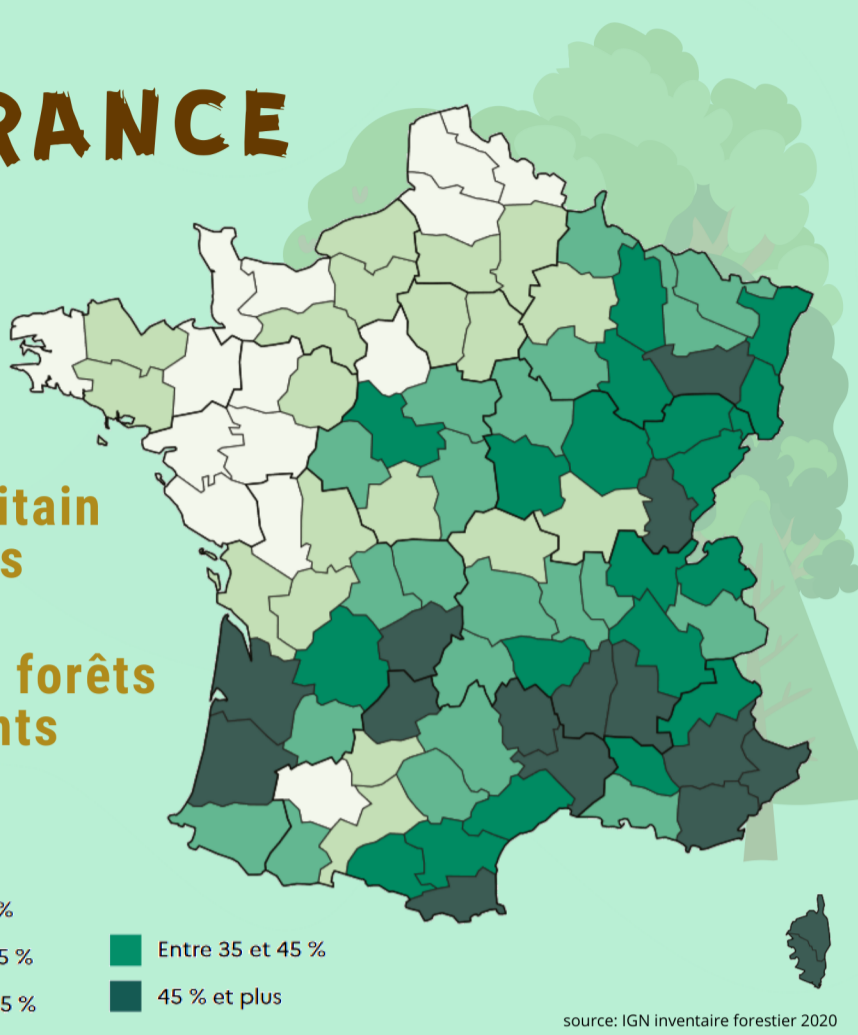 RANCE
itain
s
forêts
nts
%
5 %
5 %
Entre 35 et 45 %
45 % et plus
source: IGN inventaire forestier 2020